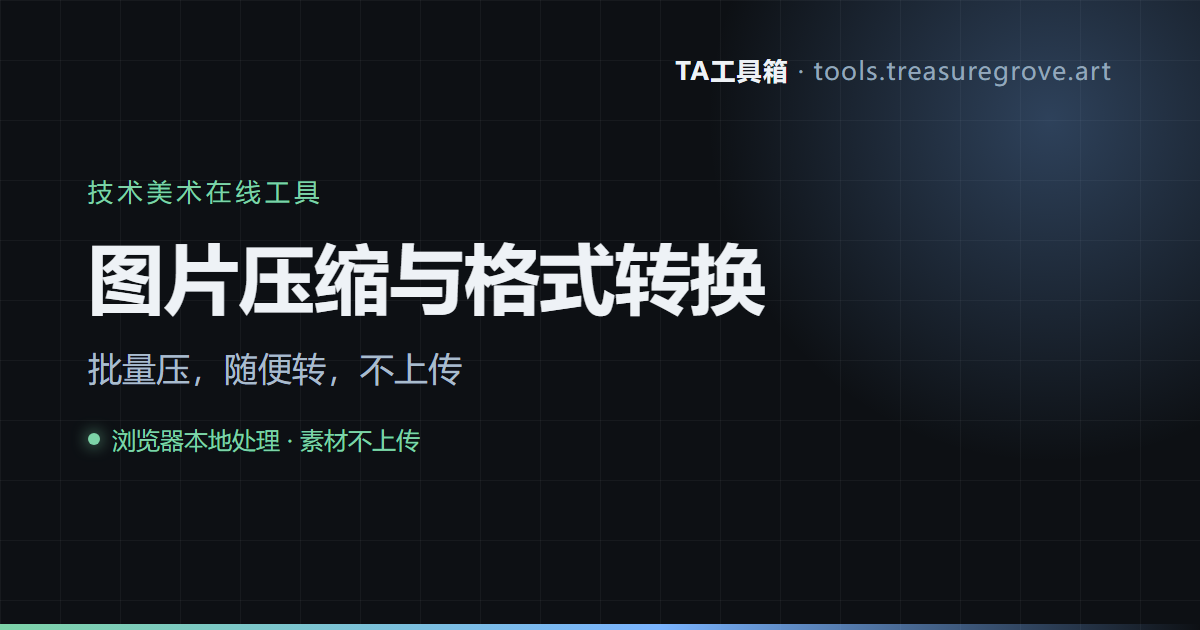 TA工具箱 · tools.treasuregrove.art
技术美术在线工具
图片压缩与格式转换
批量压，随便转，不上传
浏览器本地处理 · 素材不上传